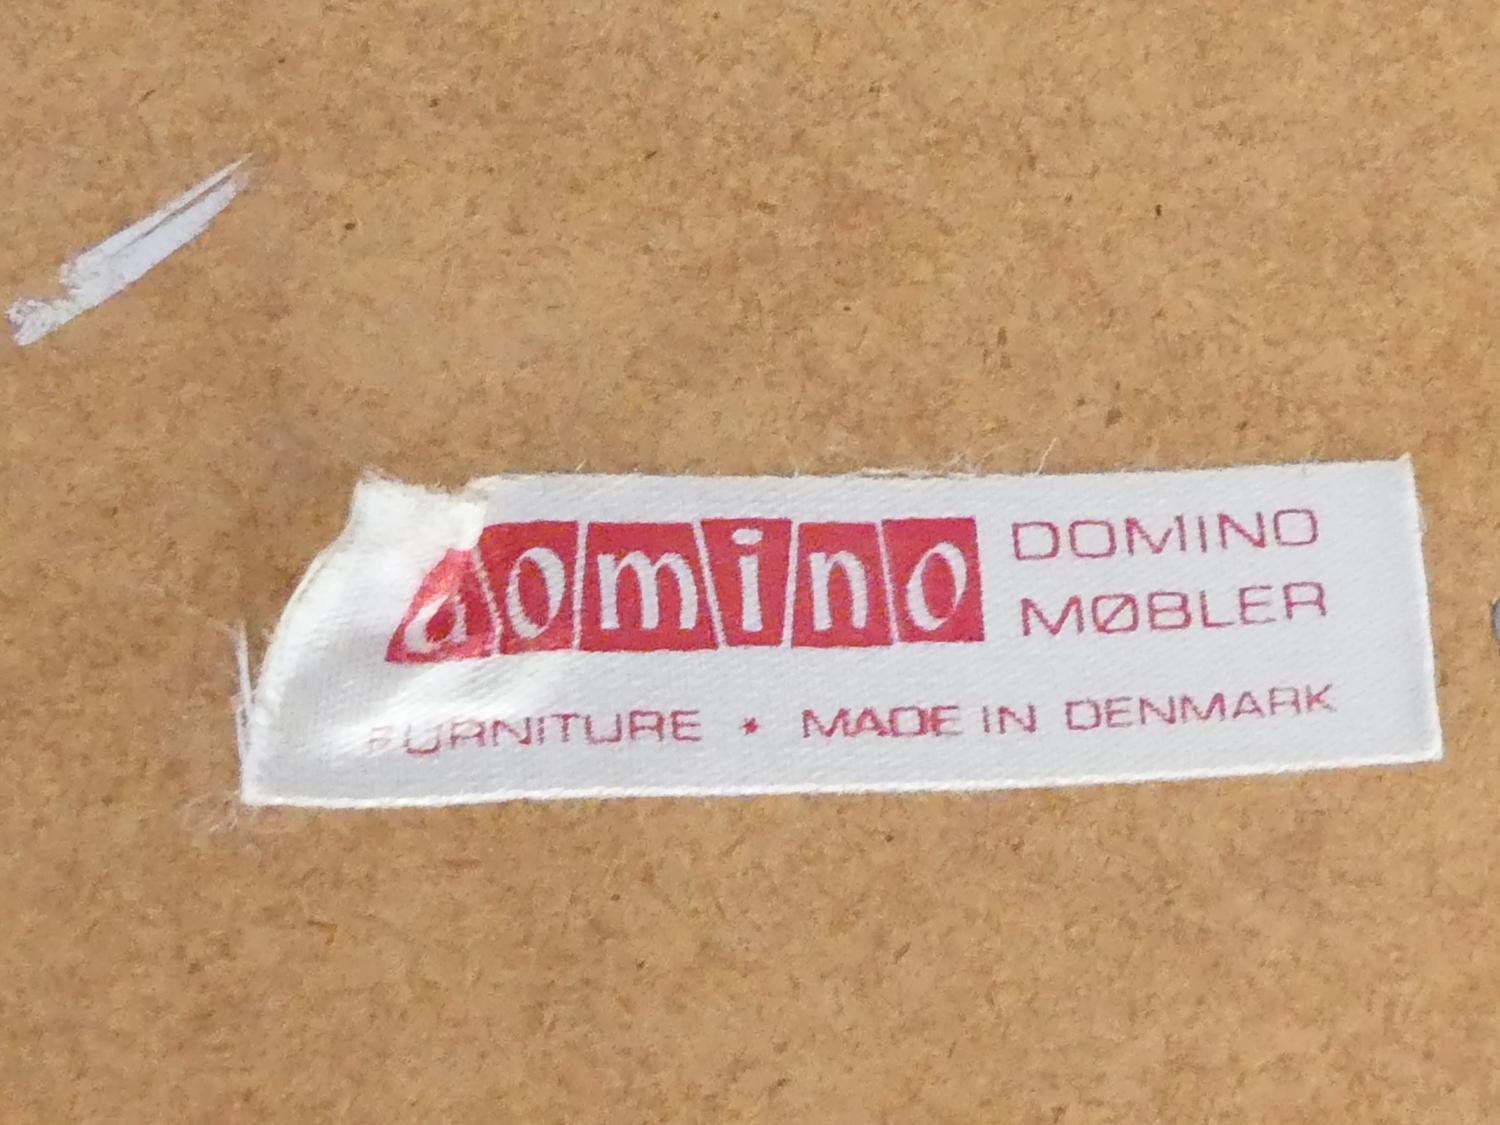 domino
DOMINO
MØBLER
FURNITURE * MADE IN DENMARK